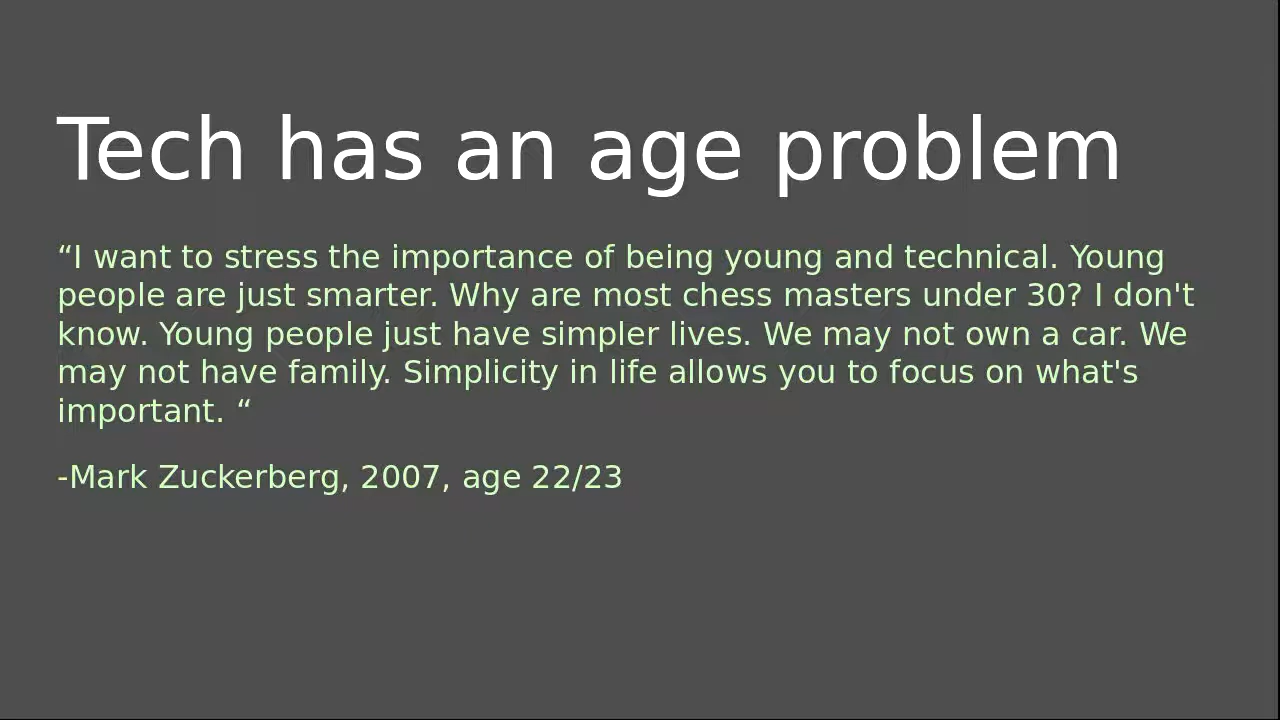 Tech has an age problem
“I want to stress the importance of being young and technical. Young
people are just smarter. Why are most chess masters under 30? I don't
know. Young people just have simpler lives. We may not own a car. We
may not have family. Simplicity in life allows you to focus on what's
important. “
-Mark Zuckerberg, 2007, age 22/23